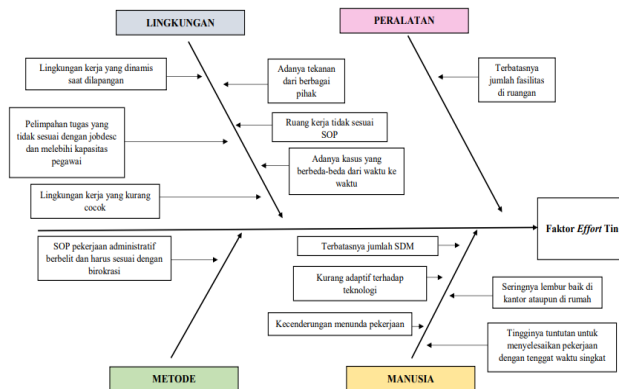 LINGKUNGAN
PERALATAN
Lingkungan kerja yang dinamis
saat dilapangan
Adanya tekanan
dari berbagai
pihak
Terbatasnya
jumlah fasilitas
di ruangan
Pelimpahan tugas yang
tidak sesuai dengan jobdesc
dan melebihi kapasitas
pegawai
Ruang kerja tidak sesuai
SOP
Adanya kasus yang
berbeda-beda dari waktu ke
waktu
Lingkungan kerja yang kurang
cocok
Faktor Effort Tin
SOP pekerjaan administratif
berbelit dan harus sesuai dengan
birokrasi
Terbatasnya jumlah SDM
Kurang adaptif terhadap
teknologi
Seringnya lembur baik di
kantor ataupun di rumah
Kecenderungan menunda pekerjaan
Tingginya tuntutan untuk
menyelesaikan pekerjaan
dengan tenggat waktu singkat
METODE
MANUSIA